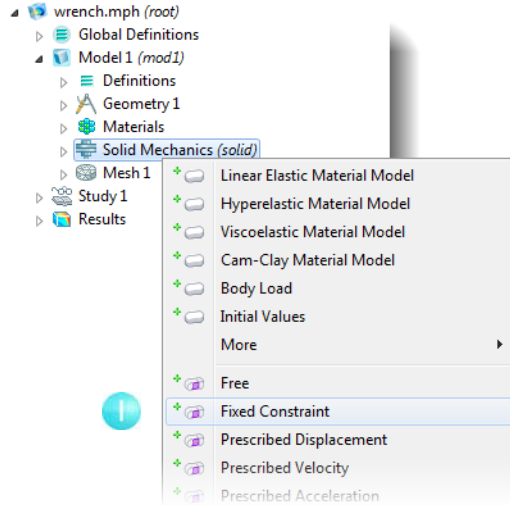 wrench.mph (root)
Global Definitions
Model 1 (mod1)
Definitions
Geometry 1
Materials
Solid Mechanics (solid)
Mesh 1
Study 1
Results
Linear Elastic Material Model
Hyperelastic Material Model
Viscoelastic Material Model
Cam-Clay Material Model
Body Load
Initial Values
More
Free
1
Fixed Constraint
Prescribed Displacement
Prescribed Velocity
Prescribed Acceleration